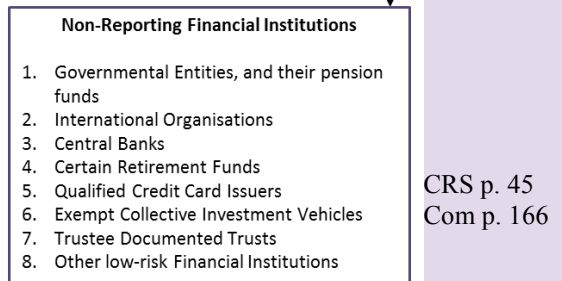 Non-Reporting Financial Institutions
1. Governmental Entities, and their pension
funds
2. International Organisations
3. Central Banks
4. Certain Retirement Funds
5. Qualified Credit Card Issuers
6. Exempt Collective Investment Vehicles
7. Trustee Documented Trusts
8. Other low-risk Financial Institutions
CRS p. 45
Com p. 166